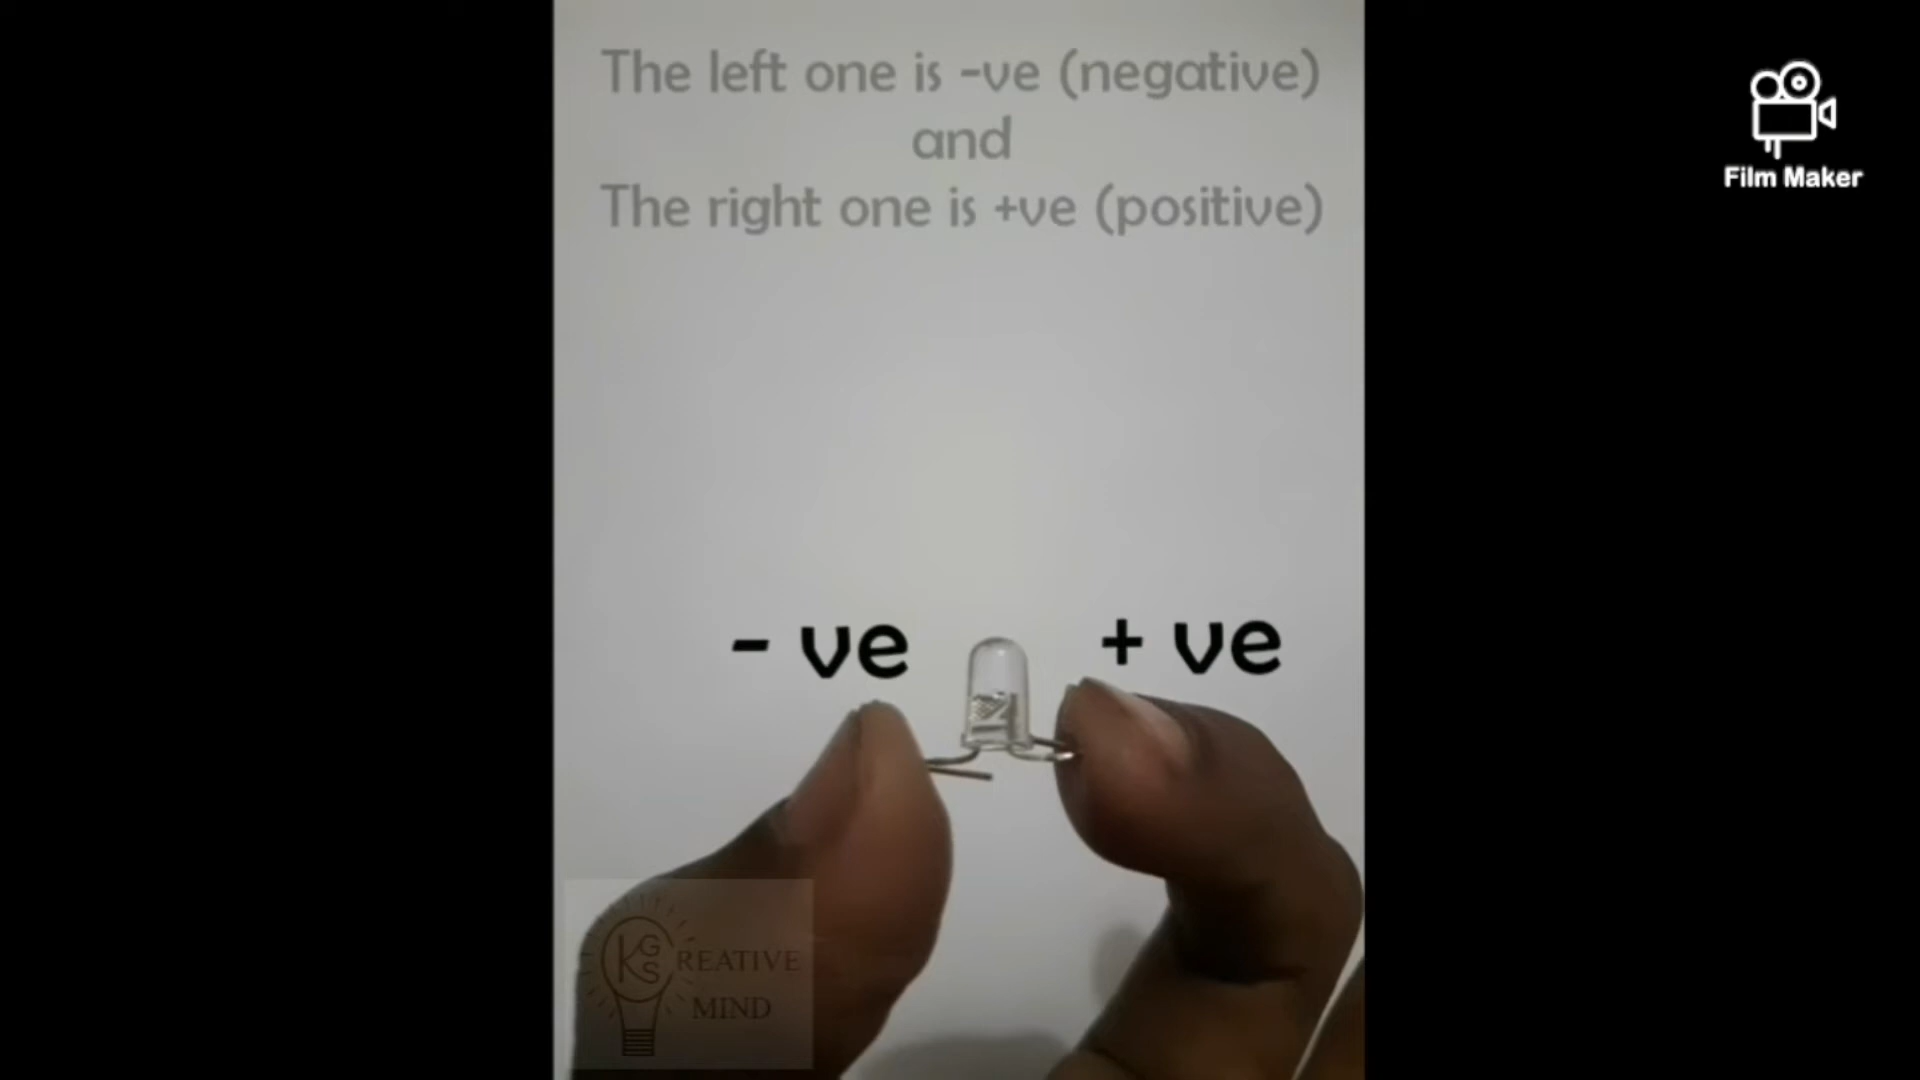 The left one is -ve (negative)
and
The right one is +ve (positive)
Film Maker
- ve
+ ve
KGS CREATIVE
MIND